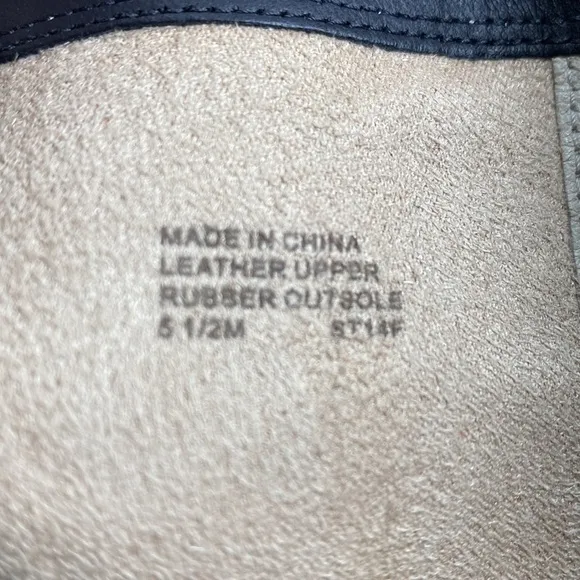 MADE IN CHINA
LEATHER UPPER
RUBBER OUTSOLE
5 1/2M ST14F